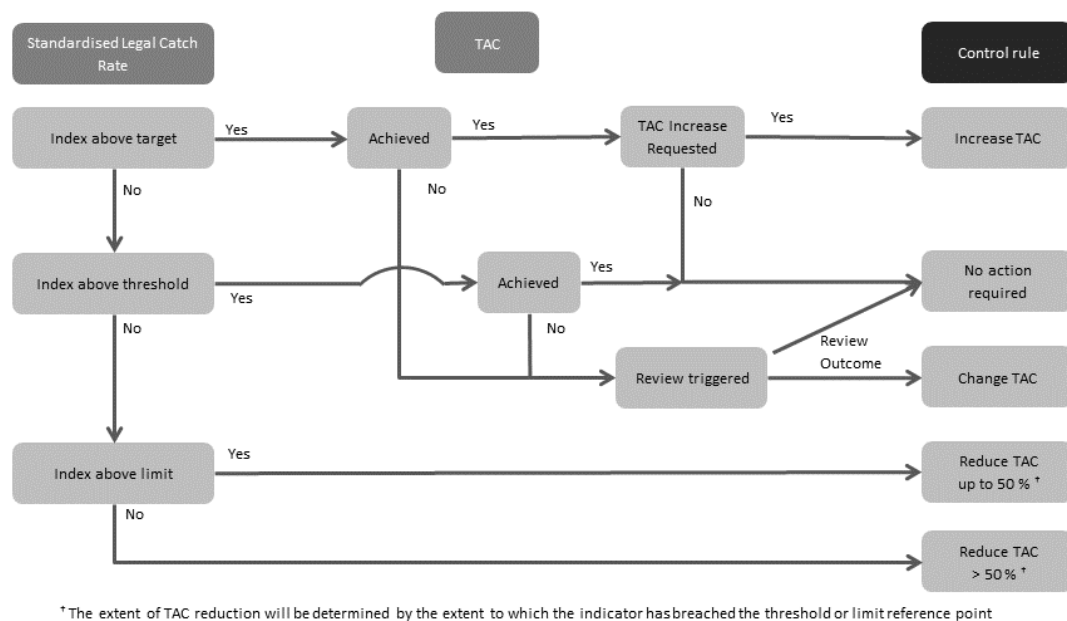 Standardised Legal Catch
Rate
TAC
Control rule
Index above target
Yes
Achieved
Yes
TAC Increase
Requested
Yes
Increase TAC
No
No
No
Index above threshold
Yes
Achieved
Yes
No action
required
No
No
Review triggered
Review
Outcome
Change TAC
Index above limit
Yes
Reduce TAC
up to 50 % †
No
Reduce TAC
> 50 % †
† The extent of TAC reduction will be determined by the extent to which the indicator has breached the threshold or limit reference point